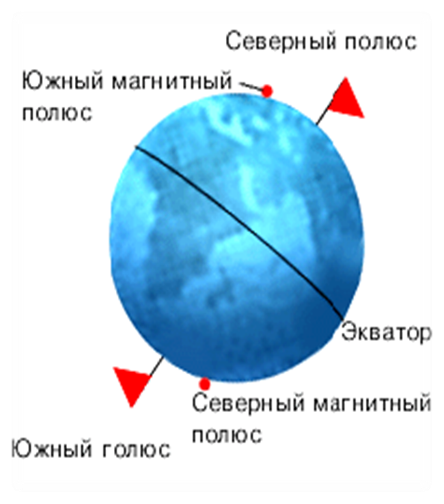 Северный полюс
Южный магнитный
полюс
Экватор
Северный магнитный
полюс
Южный голюс